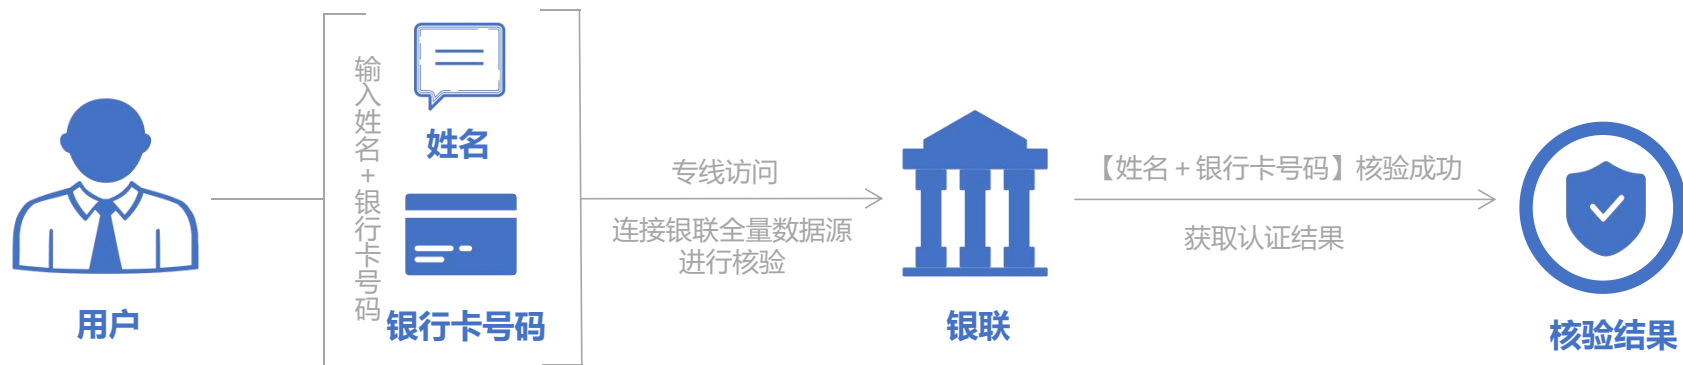 用户
输入姓名+银行卡号码
姓名
银行卡号码
专线访问
连接银联全量数据源
进行核验
银联
【姓名 + 银行卡号码】核验成功
获取认证结果
核验结果